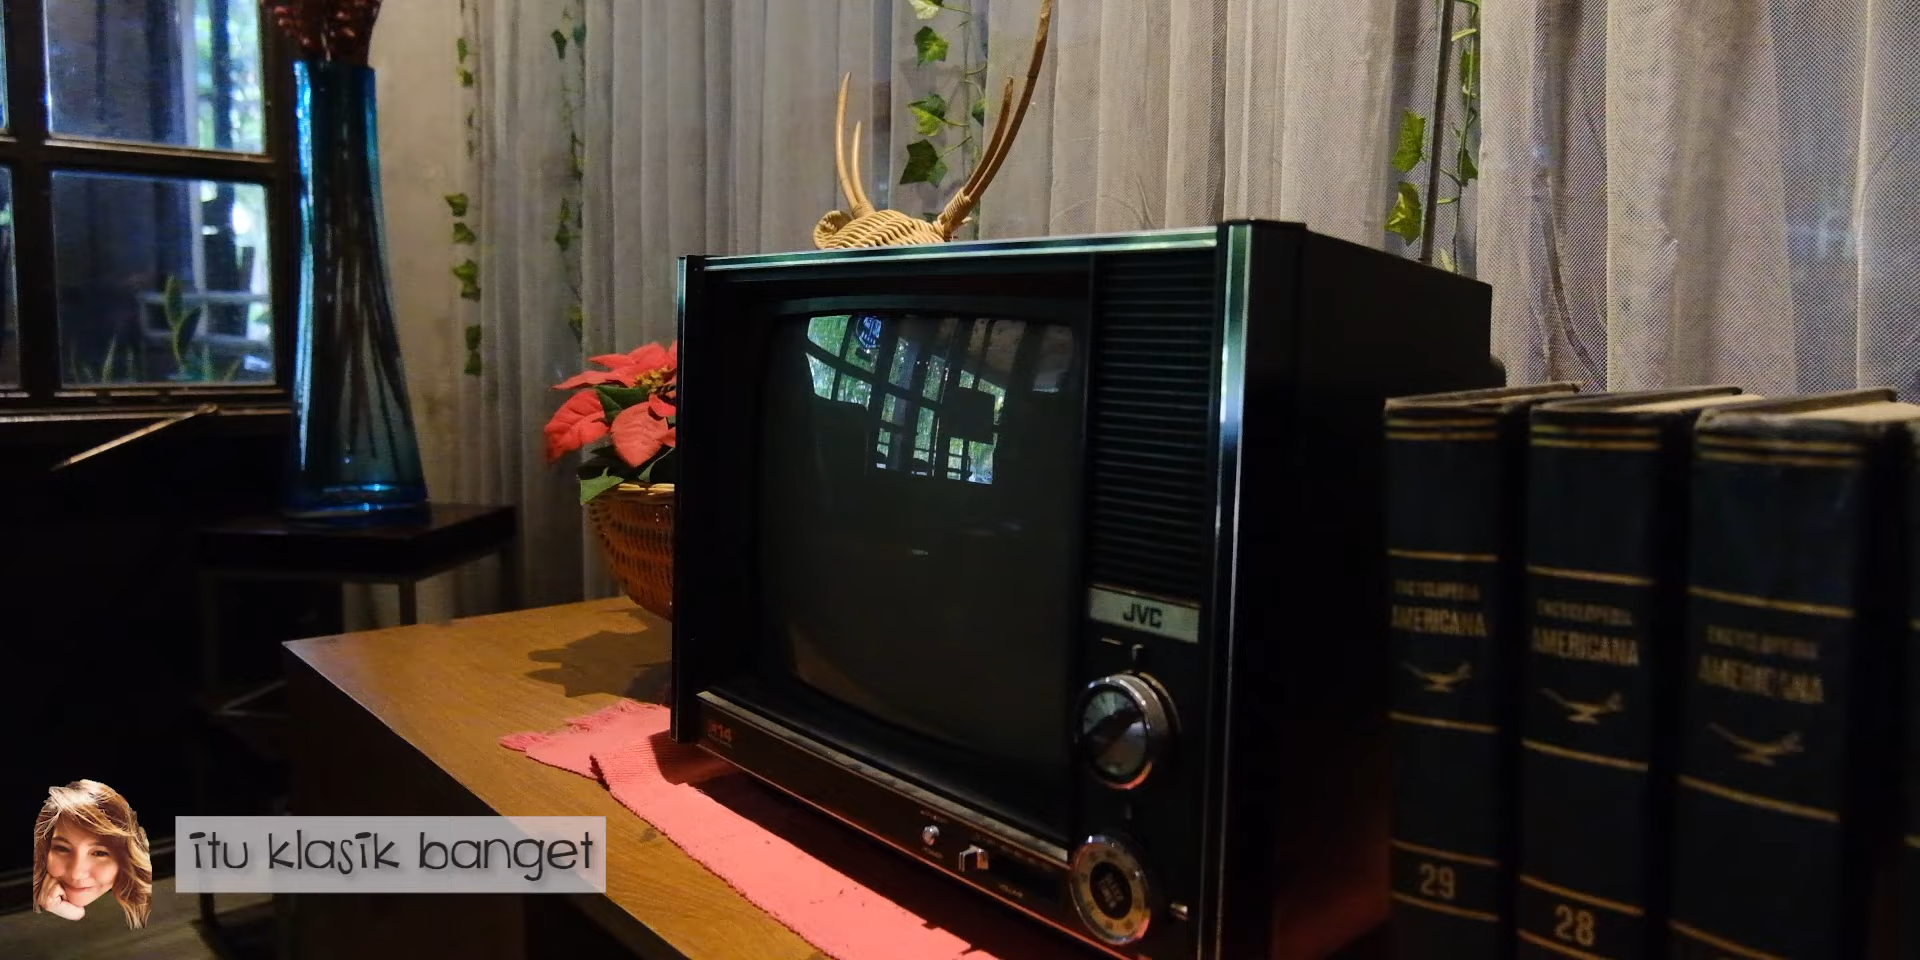 itu klasik banget
JVC
ENCYCLOPEDIA
AMERICANA
29
ENCYCLOPEDIA
AMERICANA
28
ENCYCLOPEDIA
AMERICANA